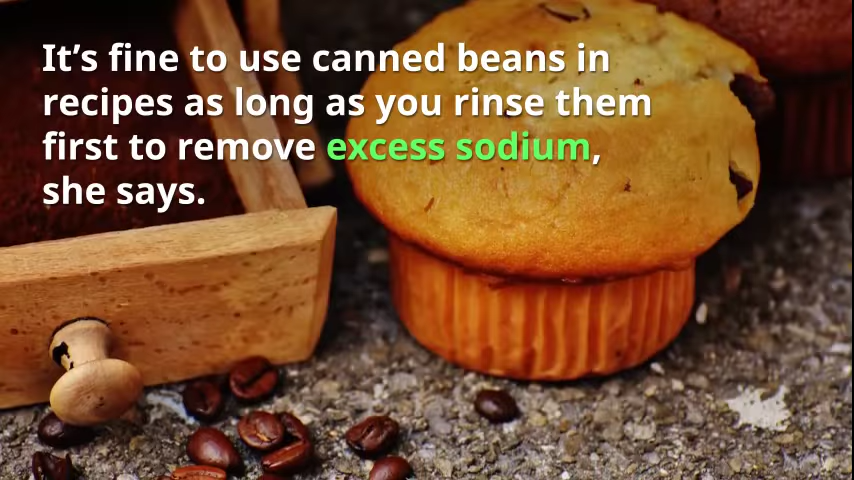 It’s fine to use canned beans in
recipes as long as you rinse them
first to remove excess sodium,
she says.